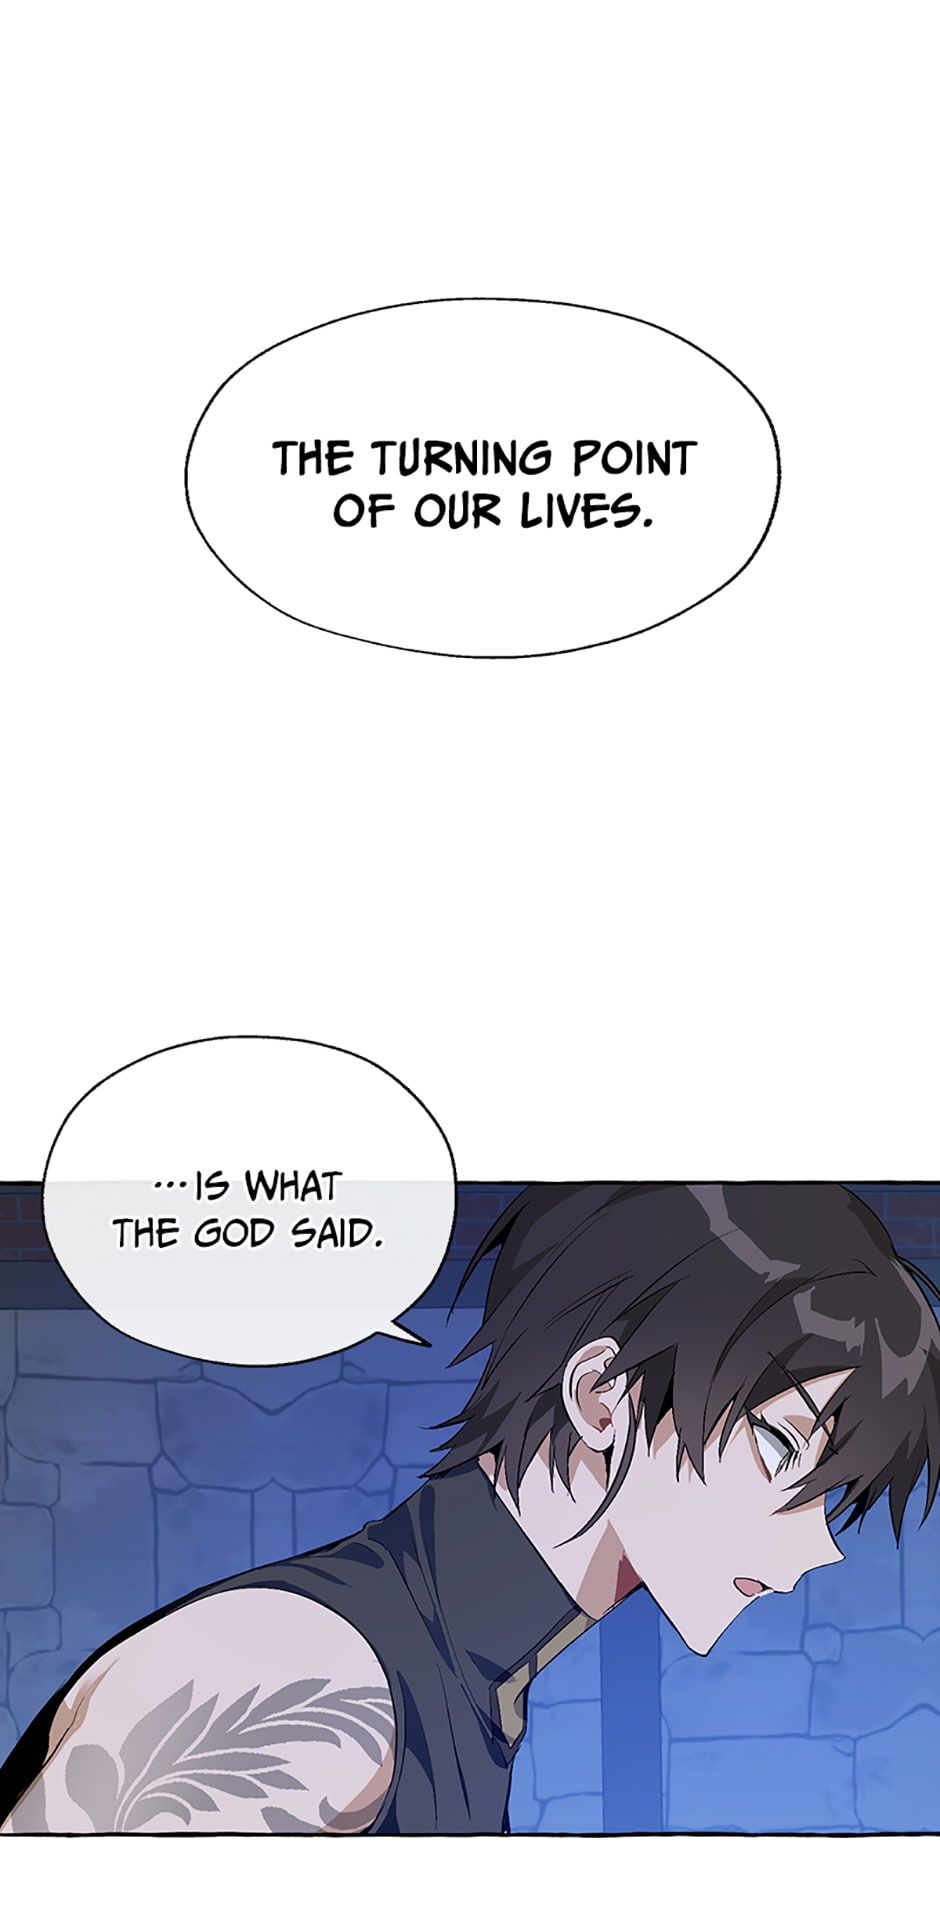 THE TURNING POINT
OF OUR LIVES.
...IS WHAT
THE GOD SAID.